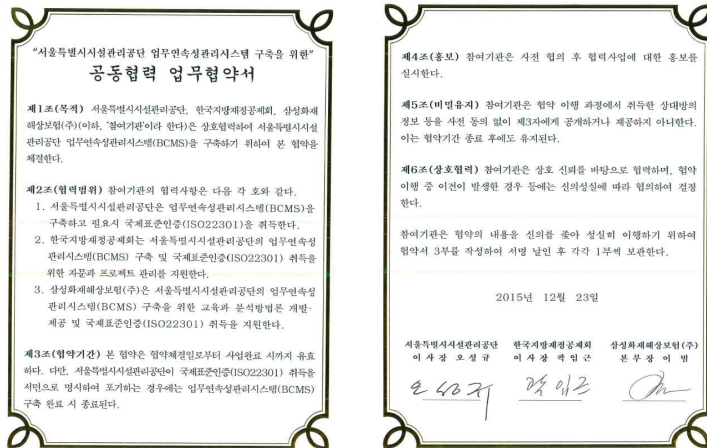 "서울특별시시설관리공단 업무연속성관리시스템 구축을 위한"
공동협력 업무협약서
제1조(목적) 서울특별시시설관리공단, 한국지방재정공제회, 삼성화재
해상보험(주)(이하, '참여기관'이라 한다)은 상호협력하여 서울특별시시설
관리공단 업무연속성관리시스템(BCMS)을 구축하기 위하여 본 협약을
체결한다.
제2조(협력범위) 참여기관의 협력사항은 다음 각 호와 같다.
1. 서울특별시시설관리공단은 업무연속성관리시스템(BCMS)을
구축하고 필요시 국제표준인증(ISO22301)을 취득한다.
2. 한국지방재정공제회는 서울특별시시설관리공단의 업무연속성
관리시스템(BCMS) 구축 및 국제표준인증(ISO22301) 취득을
위한 자문과 프로젝트 관리를 지원한다.
3. 삼성화재해상보험(주)은 서울특별시시설관리공단의 업무연속성
관리시스템(BCMS) 구축을 위한 교육과 분석방법론 개발·
제공 및 국제표준인증(ISO22301) 취득을 지원한다.
제3조(협약기간) 본 협약은 협약체결일로부터 사업완료 시까지 유효
하다. 다만, 서울특별시시설관리공단이 국제표준인증(ISO22301) 취득을
서면으로 명시하여 포기하는 경우에는 업무연속성관리시스템(BCMS)
구축 완료 시 종료된다.
제4조(홍보) 참여기관은 사전 협의 후 협력사업에 대한 홍보를
실시한다.
제5조(비밀유지) 참여기관은 협약 이행 과정에서 취득한 상대방의
정보 등을 사전 동의 없이 제3자에게 공개하거나 제공하지 아니한다.
이는 협약기간 종료 후에도 유지된다.
제6조(상호협력) 참여기관은 상호 신뢰를 바탕으로 협력하며, 협약
이행 중 이견이 발생한 경우 등에는 신의성실에 따라 협의하여 결정
한다.
참여기관은 협약의 내용을 신의를 좇아 성실히 이행하기 위하여
협약서 3부를 작성하여 서명 날인 후 각각 1부씩 보관한다.
2015년 12월 23일
서울특별시시설관리공단 한국지방재정공제회 삼성화재해상보험(주)
이사장 오성규 이사장 곽임근 본부장 이범
오성규 곽임근